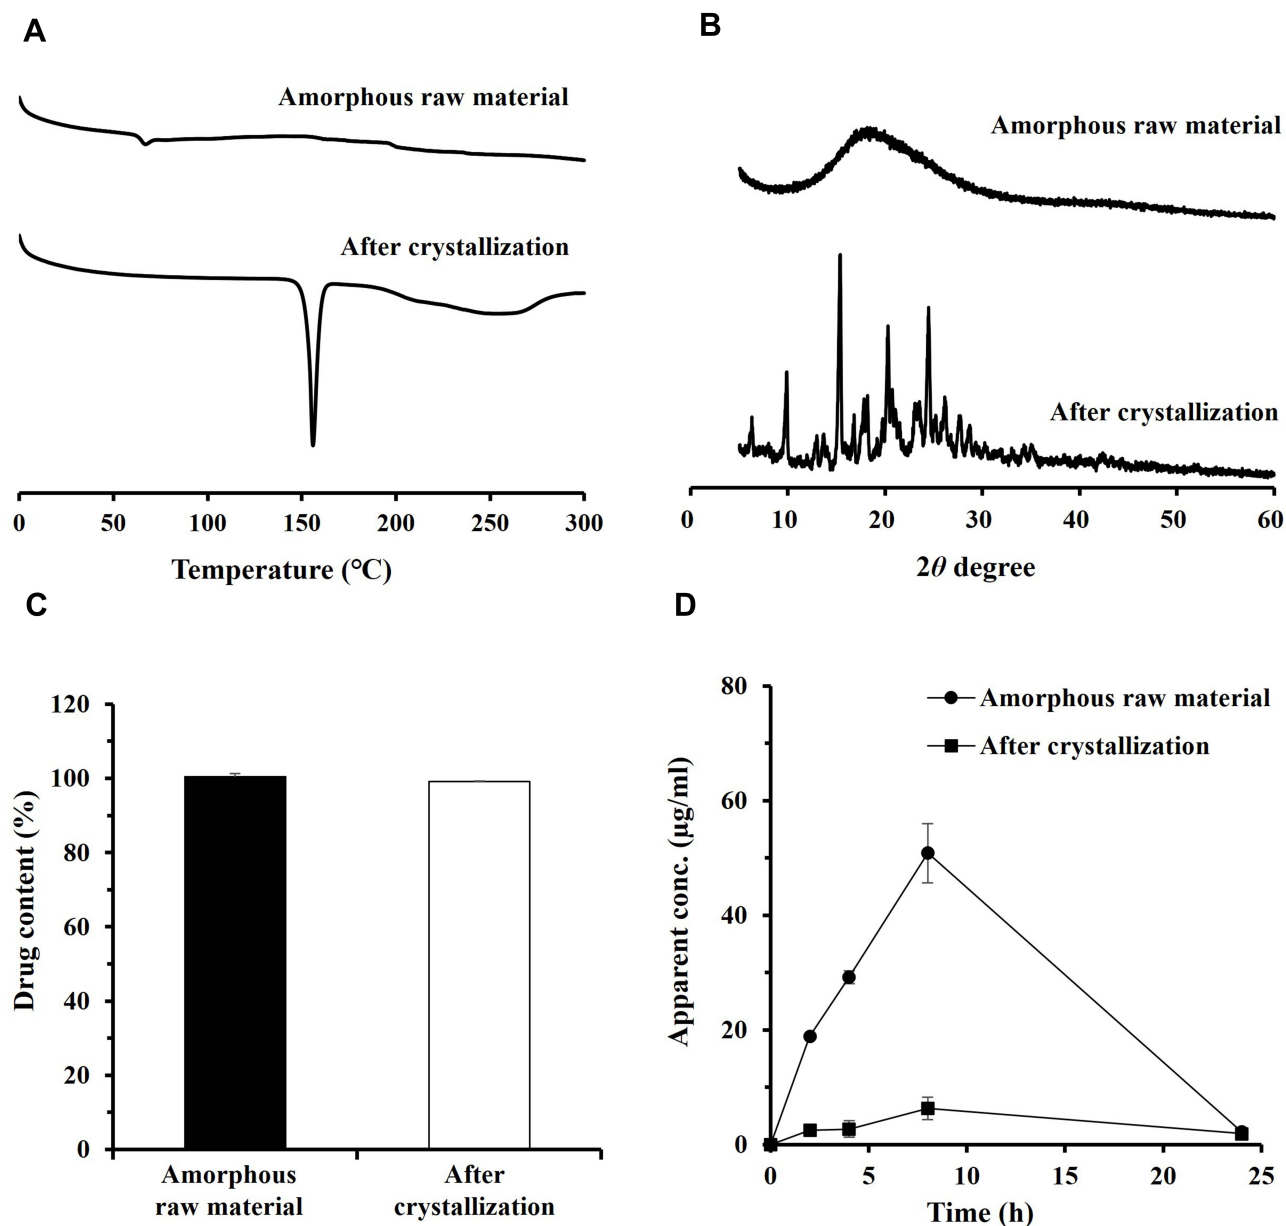 A
Amorphous raw material
After crystallization
0 50 100 150 200 250 300
Temperature (°C)
B
Amorphous raw material
After crystallization
0 10 20 30 40 50 60
2θ degree
C
120
100
80
60
40
20
0
Drug content (%)
Amorphous
raw material
After
crystallization
D
80
60
40
20
0
Apparent conc. (μg/ml)
Amorphous raw material
After crystallization
0 5 10 15 20 25
Time (h)